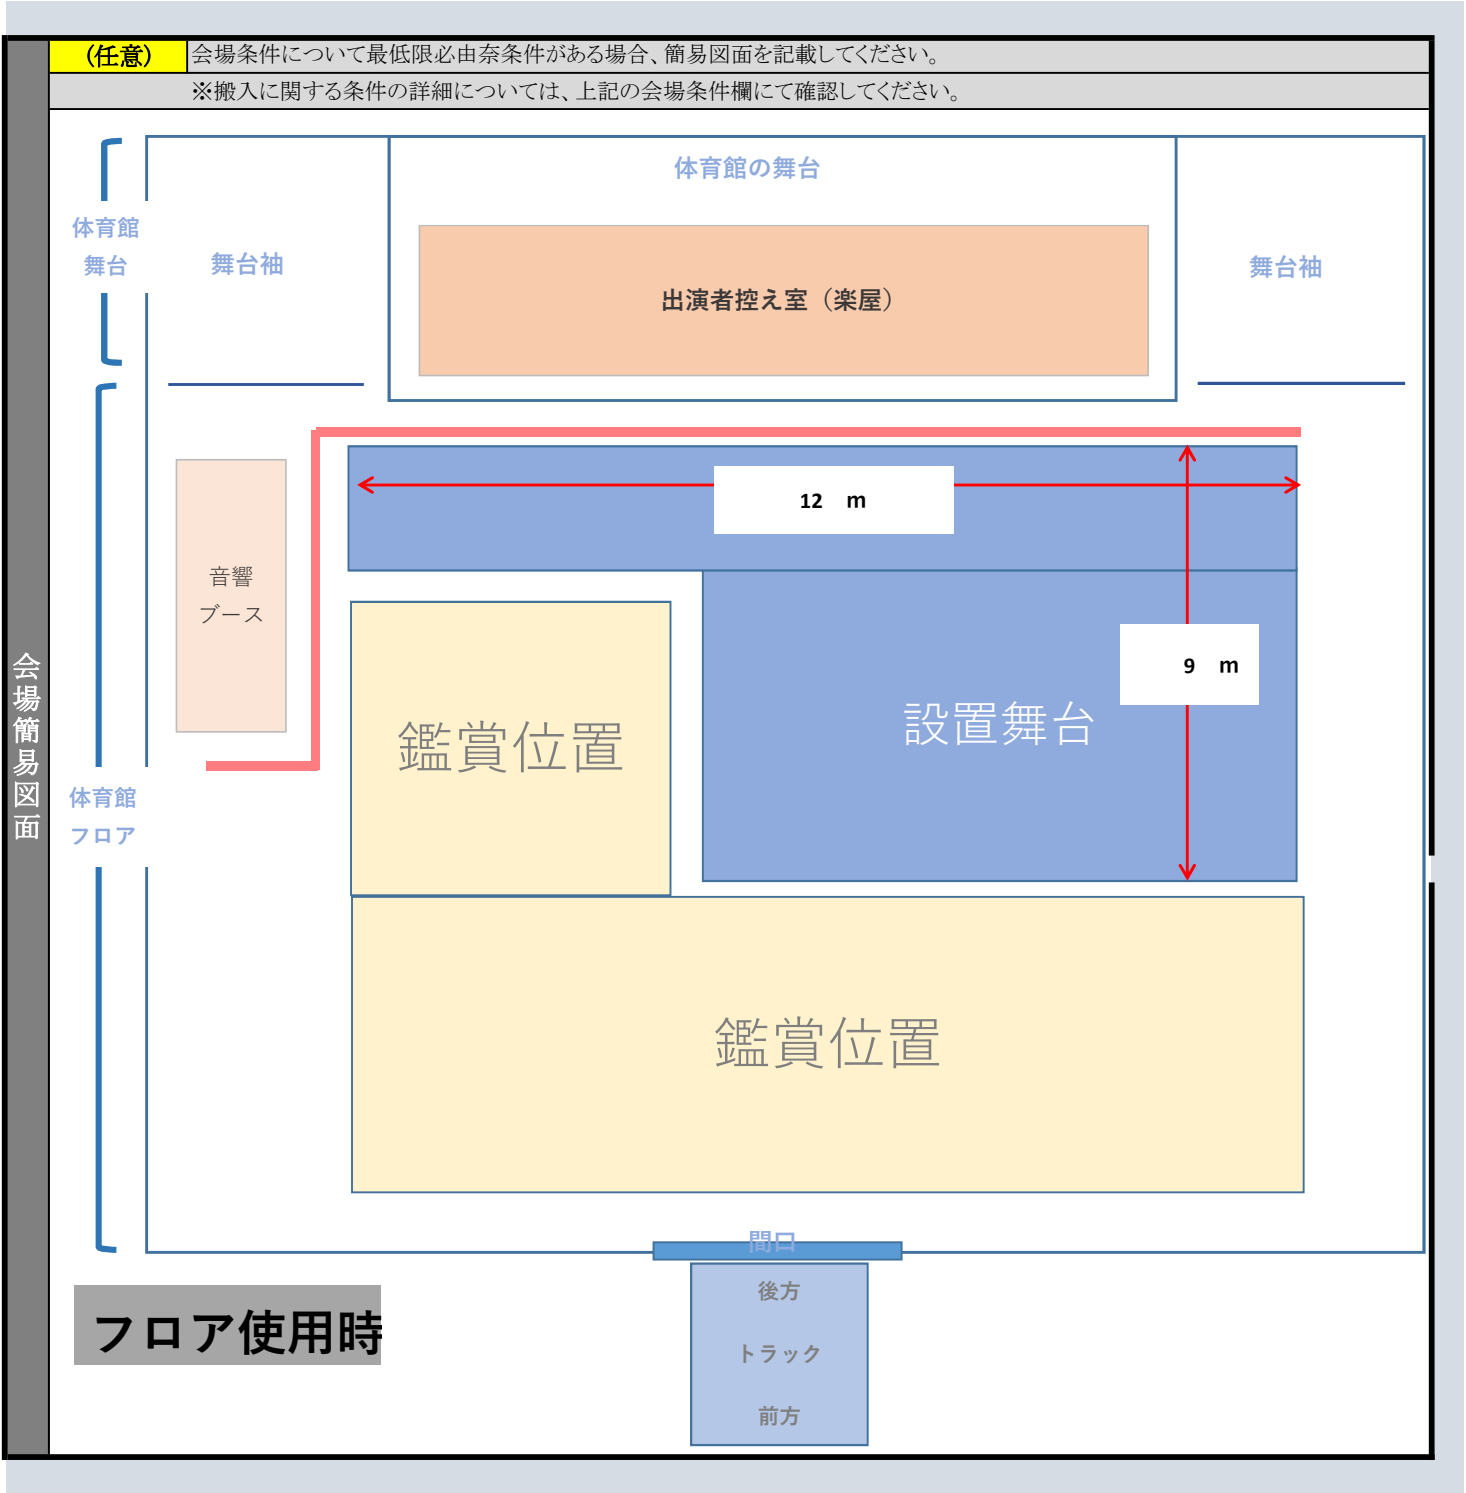 (任意)
会場条件について最低限必由奈条件がある場合、簡易図面を記載してください。
※搬入に関する条件の詳細については、上記の会場条件欄にて確認してください。
会場簡易図面
体育館の舞台
体育館
舞台
舞台袖
舞台袖
出演者控え室（楽屋）
12 m
音響
ブース
9 m
設置舞台
鑑賞位置
体育館
フロア
鑑賞位置
間口
後方
トラック
前方
フロア使用時